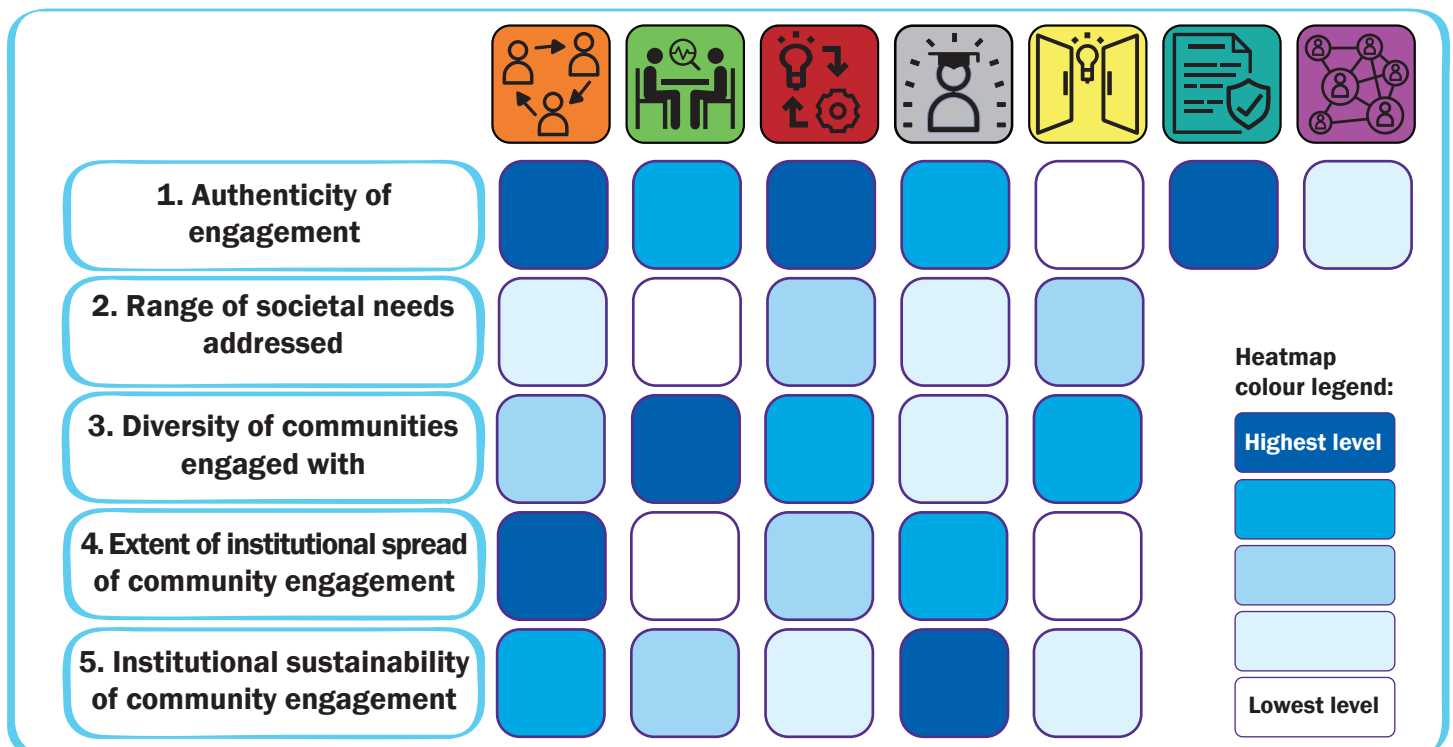 1. Authenticity of
engagement
2. Range of societal needs
addressed
3. Diversity of communities
engaged with
4. Extent of institutional spread
of community engagement
5. Institutional sustainability
of community engagement
Heatmap
colour legend:
Highest level
Lowest level